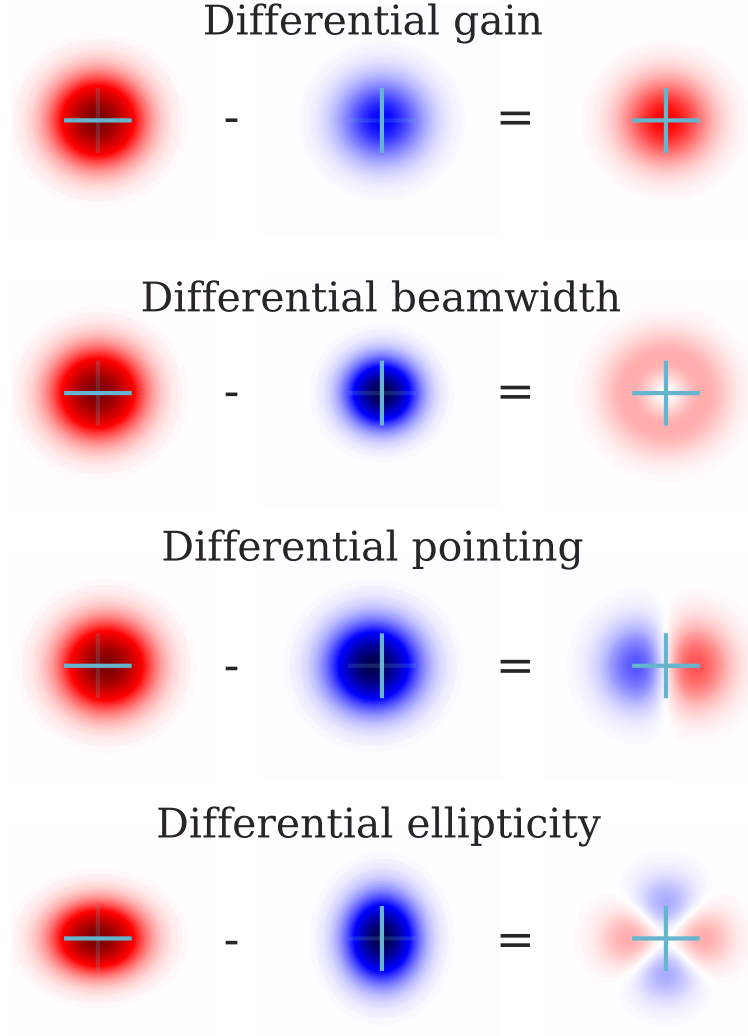 Differential gain
- =
Differential beamwidth
- =
Differential pointing
- =
Differential ellipticity
- =